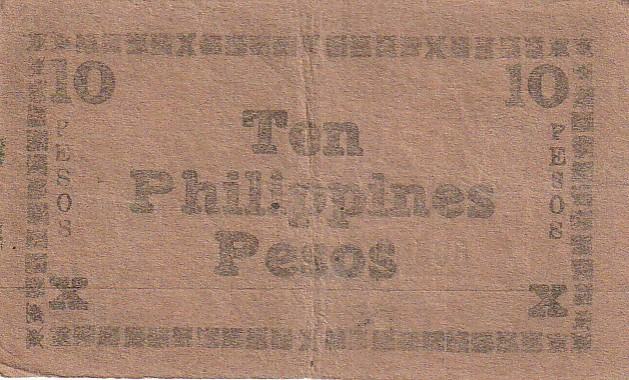 10 10
PESOS PESOS
Ten
Philippines
Pesos
X X